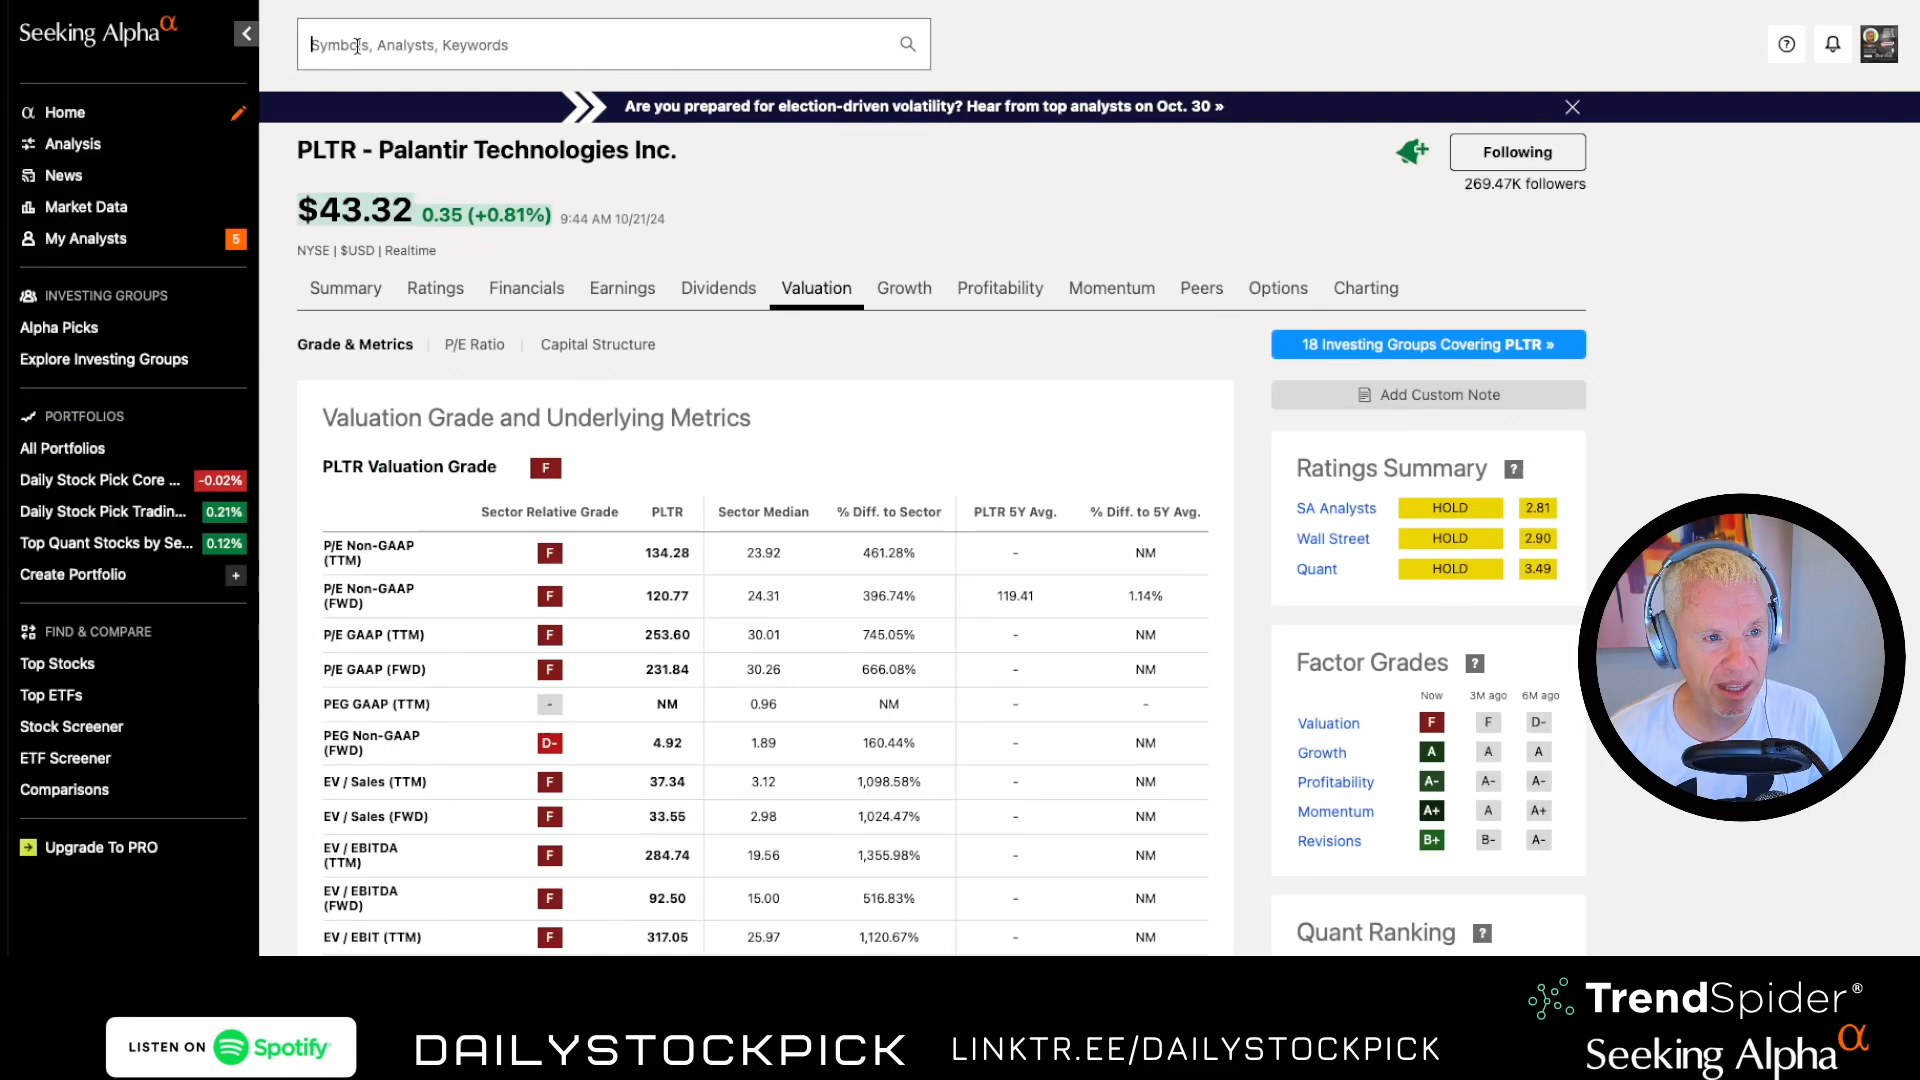 Seeking Alpha α
Symbols, Analysts, Keywords
Home
Analysis
News
Market Data
My Analysts 5
INVESTING GROUPS
Alpha Picks
Explore Investing Groups
PORTFOLIOS
All Portfolios
Daily Stock Pick Core ... -0.02%
Daily Stock Pick Tradin... 0.21%
Top Quant Stocks by Se... 0.12%
Create Portfolio +
FIND & COMPARE
Top Stocks
Top ETFs
Stock Screener
ETF Screener
Comparisons
Upgrade To PRO
Are you prepared for election-driven volatility? Hear from top analysts on Oct. 30 »
PLTR - Palantir Technologies Inc.
Following
269.47K followers
$43.32 0.35 (+0.81%) 9:44 AM 10/21/24
NYSE | $USD | Realtime
Summary Ratings Financials Earnings Dividends Valuation Growth Profitability Momentum Peers Options Charting
Grade & Metrics | P/E Ratio | Capital Structure
Valuation Grade and Underlying Metrics
PLTR Valuation Grade F
Sector Relative Grade PLTR Sector Median % Diff. to Sector PLTR 5Y Avg. % Diff. to 5Y Avg.
P/E Non-GAAP
(TTM) F 134.28 23.92 461.28% - NM
P/E Non-GAAP
(FWD) F 120.77 24.31 396.74% 119.41 1.14%
P/E GAAP (TTM) F 253.60 30.01 745.05% - NM
P/E GAAP (FWD) F 231.84 30.26 666.08% - NM
PEG GAAP (TTM) - NM 0.96 NM - -
PEG Non-GAAP
(FWD) D- 4.92 1.89 160.44% - NM
EV / Sales (TTM) F 37.34 3.12 1,098.58% - NM
EV / Sales (FWD) F 33.55 2.98 1,024.47% - NM
EV / EBITDA
(TTM) F 284.74 19.56 1,355.98% - NM
EV / EBITDA
(FWD) F 92.50 15.00 516.83% - NM
EV / EBIT (TTM) F 317.05 25.97 1,120.67% - NM
18 Investing Groups Covering PLTR »
Add Custom Note
Ratings Summary ?
SA Analysts HOLD 2.81
Wall Street HOLD 2.90
Quant HOLD 3.49
Factor Grades ?
Now 3M ago 6M ago
Valuation F F D-
Growth A A A
Profitability A- A- A-
Momentum A+ A A+
Revisions B+ B- A-
Quant Ranking ?
LISTEN ON Spotify
DAILYSTOCKPICK
LINKTR.EE/DAILYSTOCKPICK
TrendSpider®
Seeking Alpha α